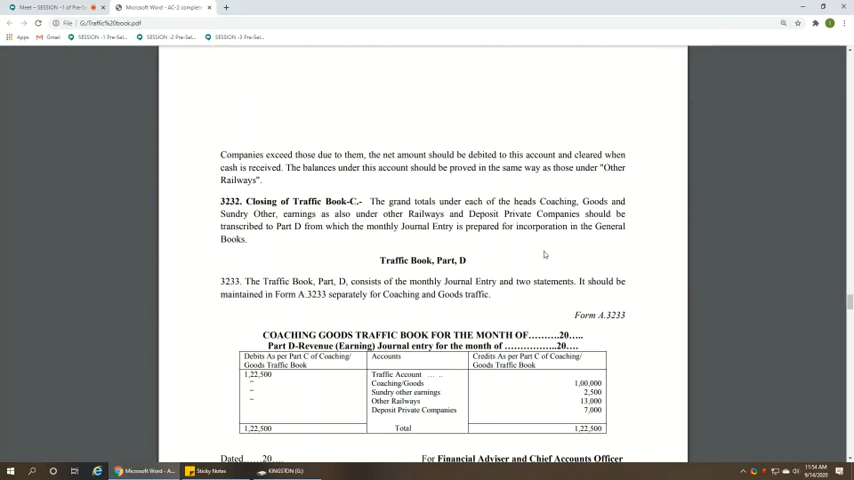 Meet – SESSION -1 of Pre-S
Microsoft Word - AC-2 complete
File | G:/Traffic%20book.pdf
Apps Gmail SESSION -1 Pre-Sel... SESSION -2 Pre-Sel... SESSION -3 Pre-Sel...
Companies exceed those due to them, the net amount should be debited to this account and cleared when
cash is received. The balances under this account should be proved in the same way as those under "Other
Railways".
3232. Closing of Traffic Book-C.- The grand totals under each of the heads Coaching, Goods and
Sundry Other, earnings as also under other Railways and Deposit Private Companies should be
transcribed to Part D from which the monthly Journal Entry is prepared for incorporation in the General
Books.
Traffic Book, Part, D
3233. The Traffic Book, Part, D, consists of the monthly Journal Entry and two statements. It should be
maintained in Form A.3233 separately for Coaching and Goods traffic.
Form A.3233
COACHING GOODS TRAFFIC BOOK FOR THE MONTH OF……….20…..
Part D-Revenue (Earning) Journal entry for the month of …………….20….
Debits As per Part C of Coaching/ Accounts Credits As per Part C of Coaching/
Goods Traffic Book Goods Traffic Book
1,22,500 Traffic Account … ..
" Coaching/Goods 1,00,000
" Sundry other earnings 2,500
" Other Railways 13,000
Deposit Private Companies 7,000
1,22,500 Total 1,22,500
Dated……20…. For Financial Adviser and Chief Accounts Officer
Microsoft Word - A... Sticky Notes KINGSTON (G:)
11:54 AM
9/14/2020